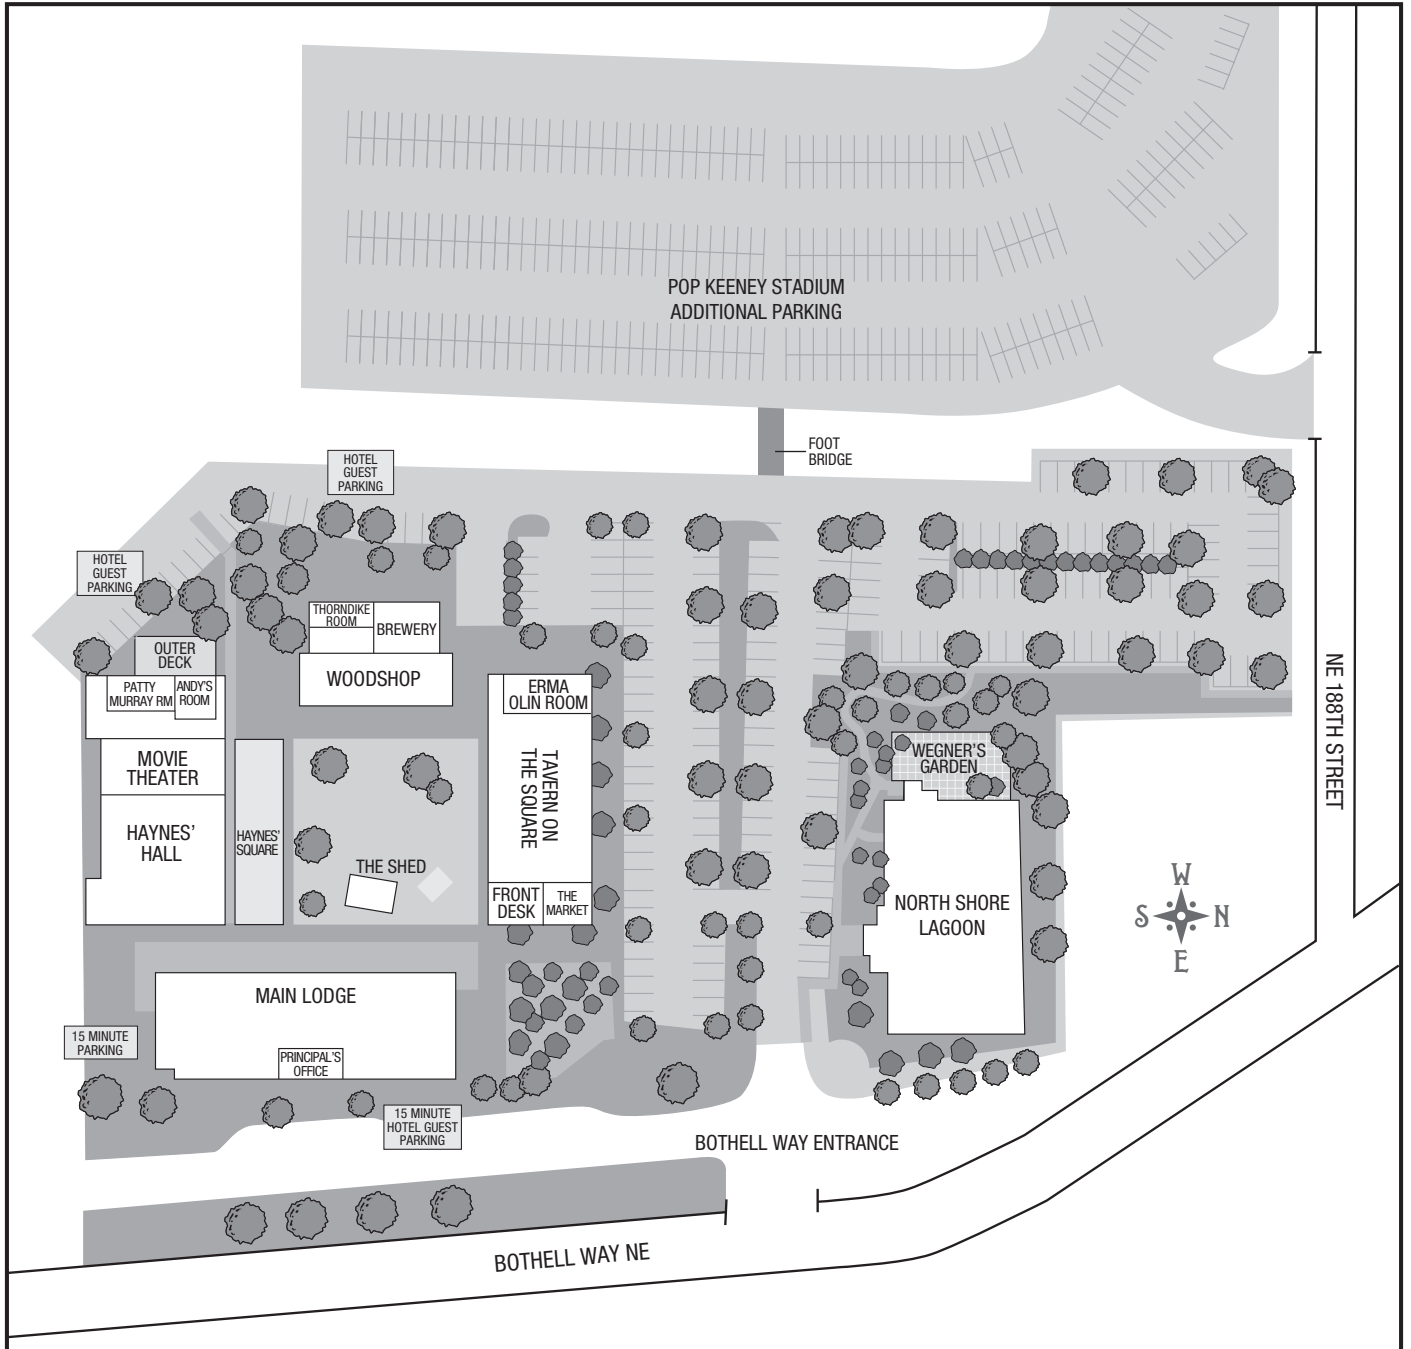 POP KEENEY STADIUM
ADDITIONAL PARKING
FOOT
BRIDGE
HOTEL
GUEST
PARKING
HOTEL
GUEST
PARKING
THORNDIKE
ROOM
BREWERY
WOODSHOP
OUTER
DECK
PATTY
MURRAY RM
ANDY'S
ROOM
MOVIE
THEATER
HAYNES'
HALL
HAYNES'
SQUARE
THE SHED
ERMA
OLIN ROOM
TAVERN ON
THE SQUARE
FRONT
DESK
THE
MARKET
WEGNER'S
GARDEN
NORTH SHORE
LAGOON
NE 188TH STREET
W
S
N
E
MAIN LODGE
PRINCIPAL'S
OFFICE
15 MINUTE
PARKING
15 MINUTE
HOTEL GUEST
PARKING
BOTHELL WAY ENTRANCE
BOTHELL WAY NE